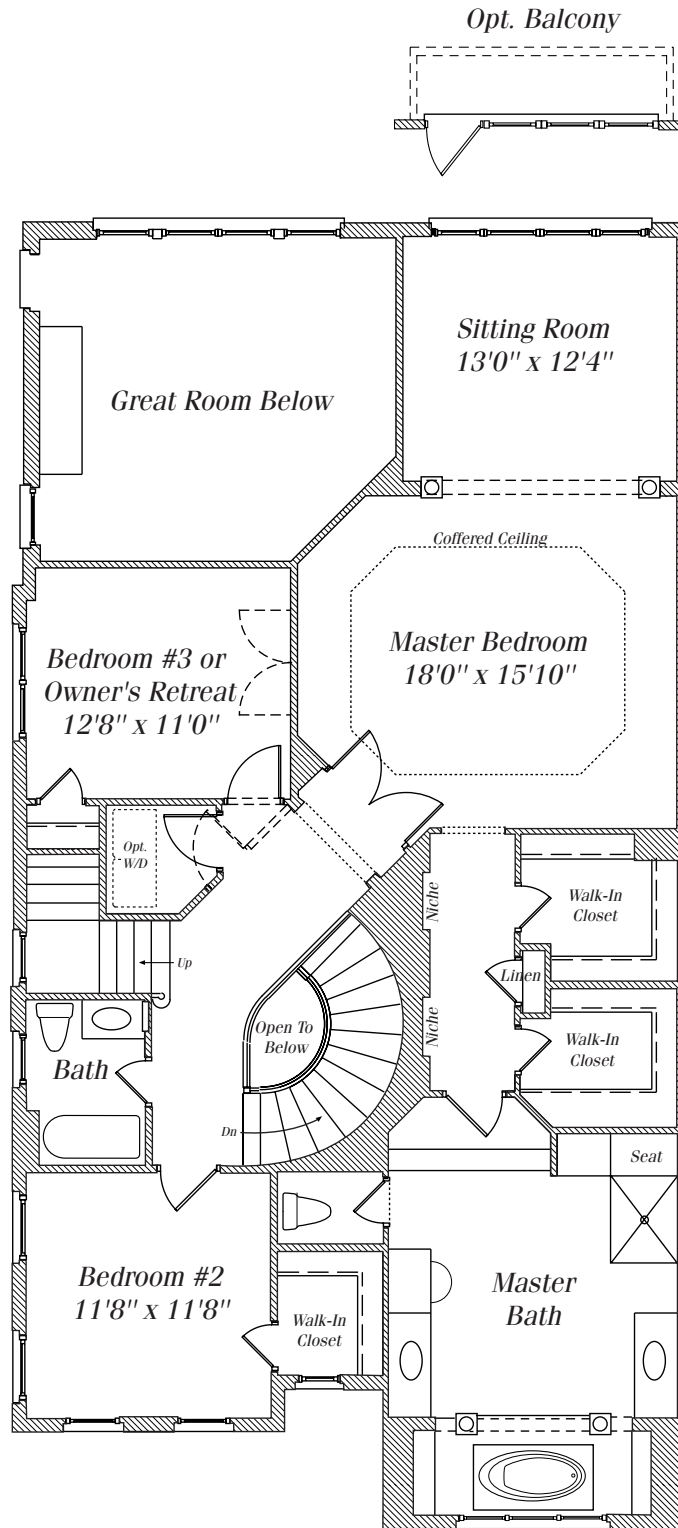 Opt. Balcony
Sitting Room
13'0" x 12'4"
Great Room Below
Coffered Ceiling
Master Bedroom
18'0" x 15'10"
Bedroom #3 or
Owner's Retreat
12'8" x 11'0"
Opt.
W/D
Niche
Walk-In
Closet
Linen
Up
Niche
Open To
Below
Walk-In
Closet
Bath
Dn
Seat
Bedroom #2
11'8" x 11'8"
Master
Bath
Walk-In
Closet